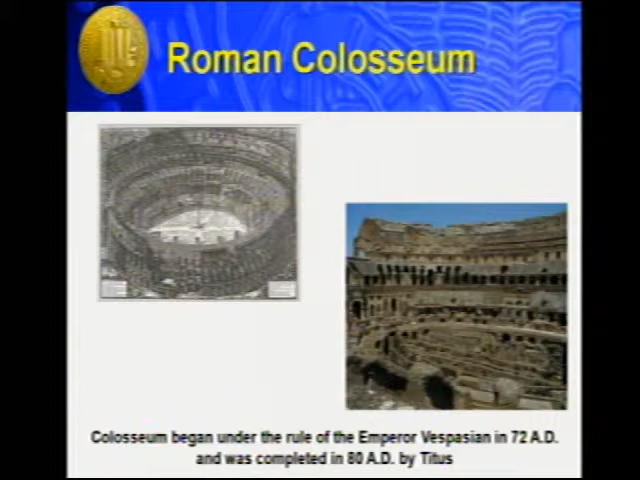 Roman Colosseum
Colosseum began under the rule of the Emperor Vespasian in 72 A.D.
and was completed in 80 A.D. by Titus